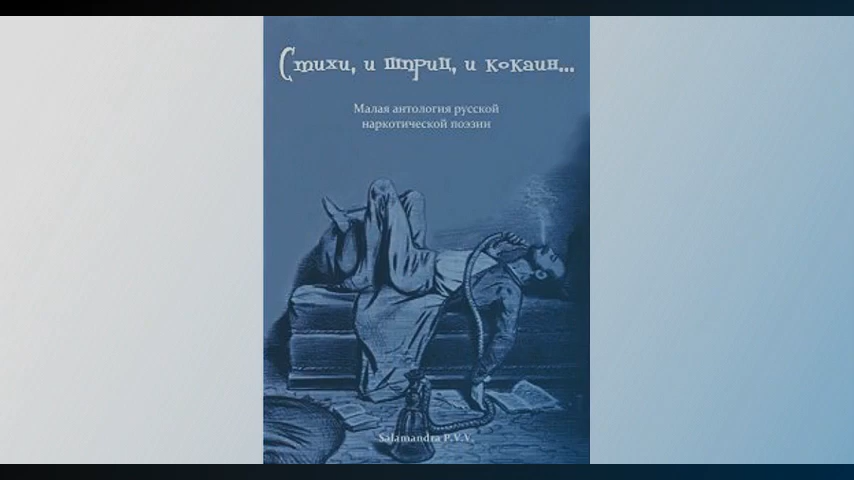 Стихи, и шприц, и кокаин...
Малая антология русской
наркотической поэзии
Salamandra P.V.V.